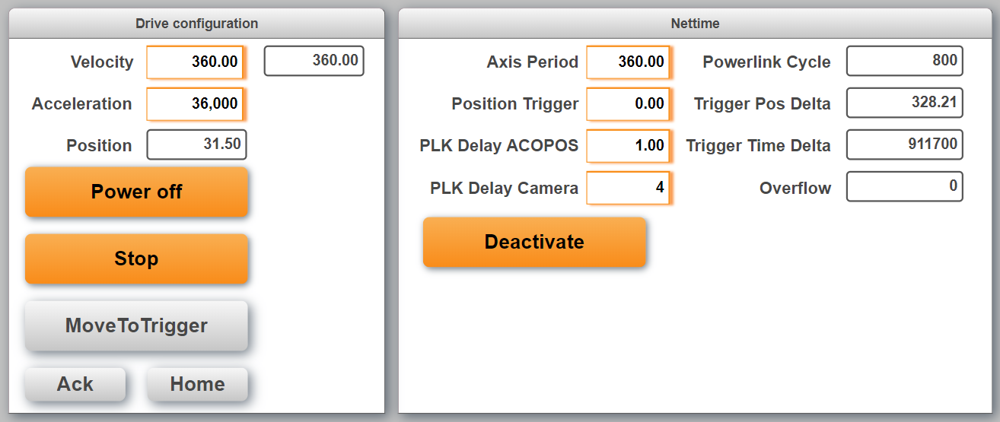 Drive configuration
Velocity 360.00 360.00
Acceleration 36,000
Position 31.50
Power off
Stop
MoveToTrigger
Ack Home
Nettime
Axis Period 360.00 Powerlink Cycle 800
Position Trigger 0.00 Trigger Pos Delta 328.21
PLK Delay ACOPOS 1.00 Trigger Time Delta 911700
PLK Delay Camera 4 Overflow 0
Deactivate